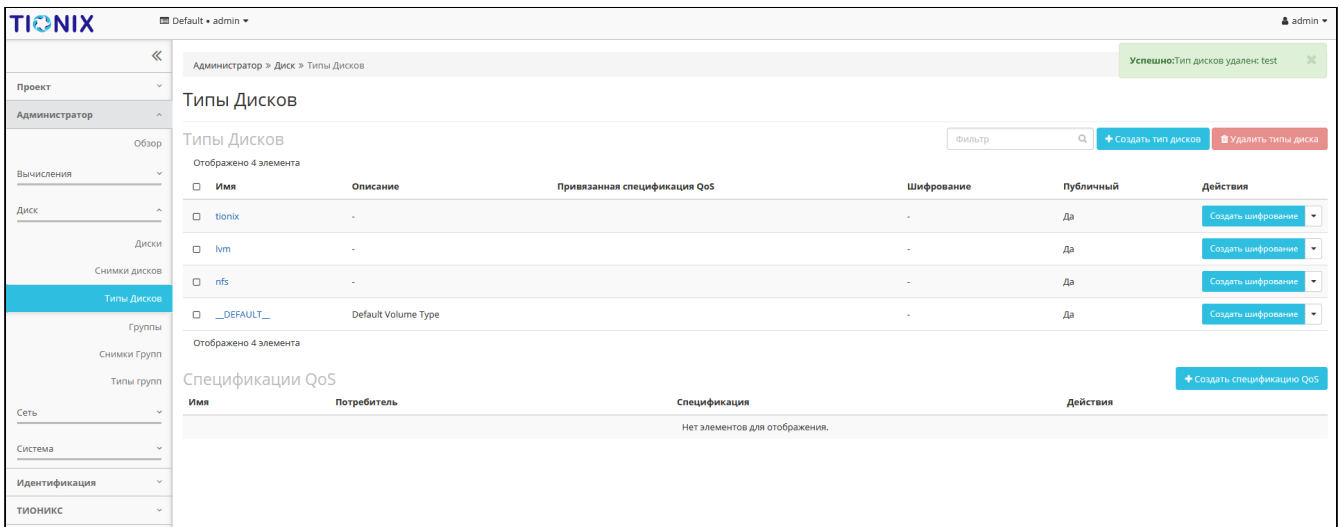 TIONIX
Default • admin
admin
Администратор » Диск » Типы Дисков
Успешно:Тип дисков удален: test
Проект
Администратор
Обзор
Вычисления
Диск
Диски
Снимки дисков
Типы Дисков
Группы
Снимки Групп
Типы групп
Сеть
Система
Идентификация
ТИОНИКС
Типы Дисков
Типы Дисков
Фильтр
Создать тип дисков
Удалить типы диска
Отображено 4 элемента
Имя Описание Привязанная спецификация QoS Шифрование Публичный Действия
tionix - - Да Создать шифрование
lvm - - Да Создать шифрование
nfs - - Да Создать шифрование
__DEFAULT__ Default Volume Type - Да Создать шифрование
Отображено 4 элемента
Спецификации QoS
Создать спецификацию QoS
Имя Потребитель Спецификация Действия
Нет элементов для отображения.